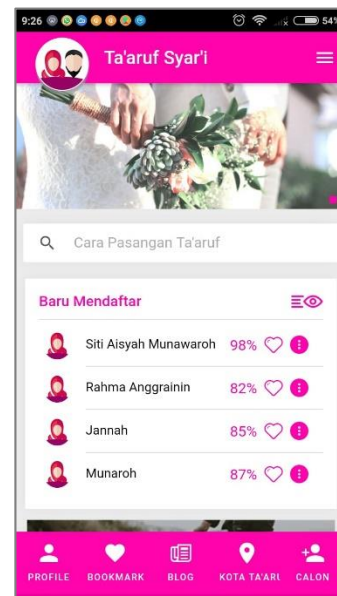 9:26 54%
Ta'aruf Syar'i
Cara Pasangan Ta'aruf
Baru Mendaftar
Siti Aisyah Munawaroh 98%
Rahma Anggrainin 82%
Jannah 85%
Munaroh 87%
PROFILE BOOKMARK BLOG KOTA TA'ARU CALON